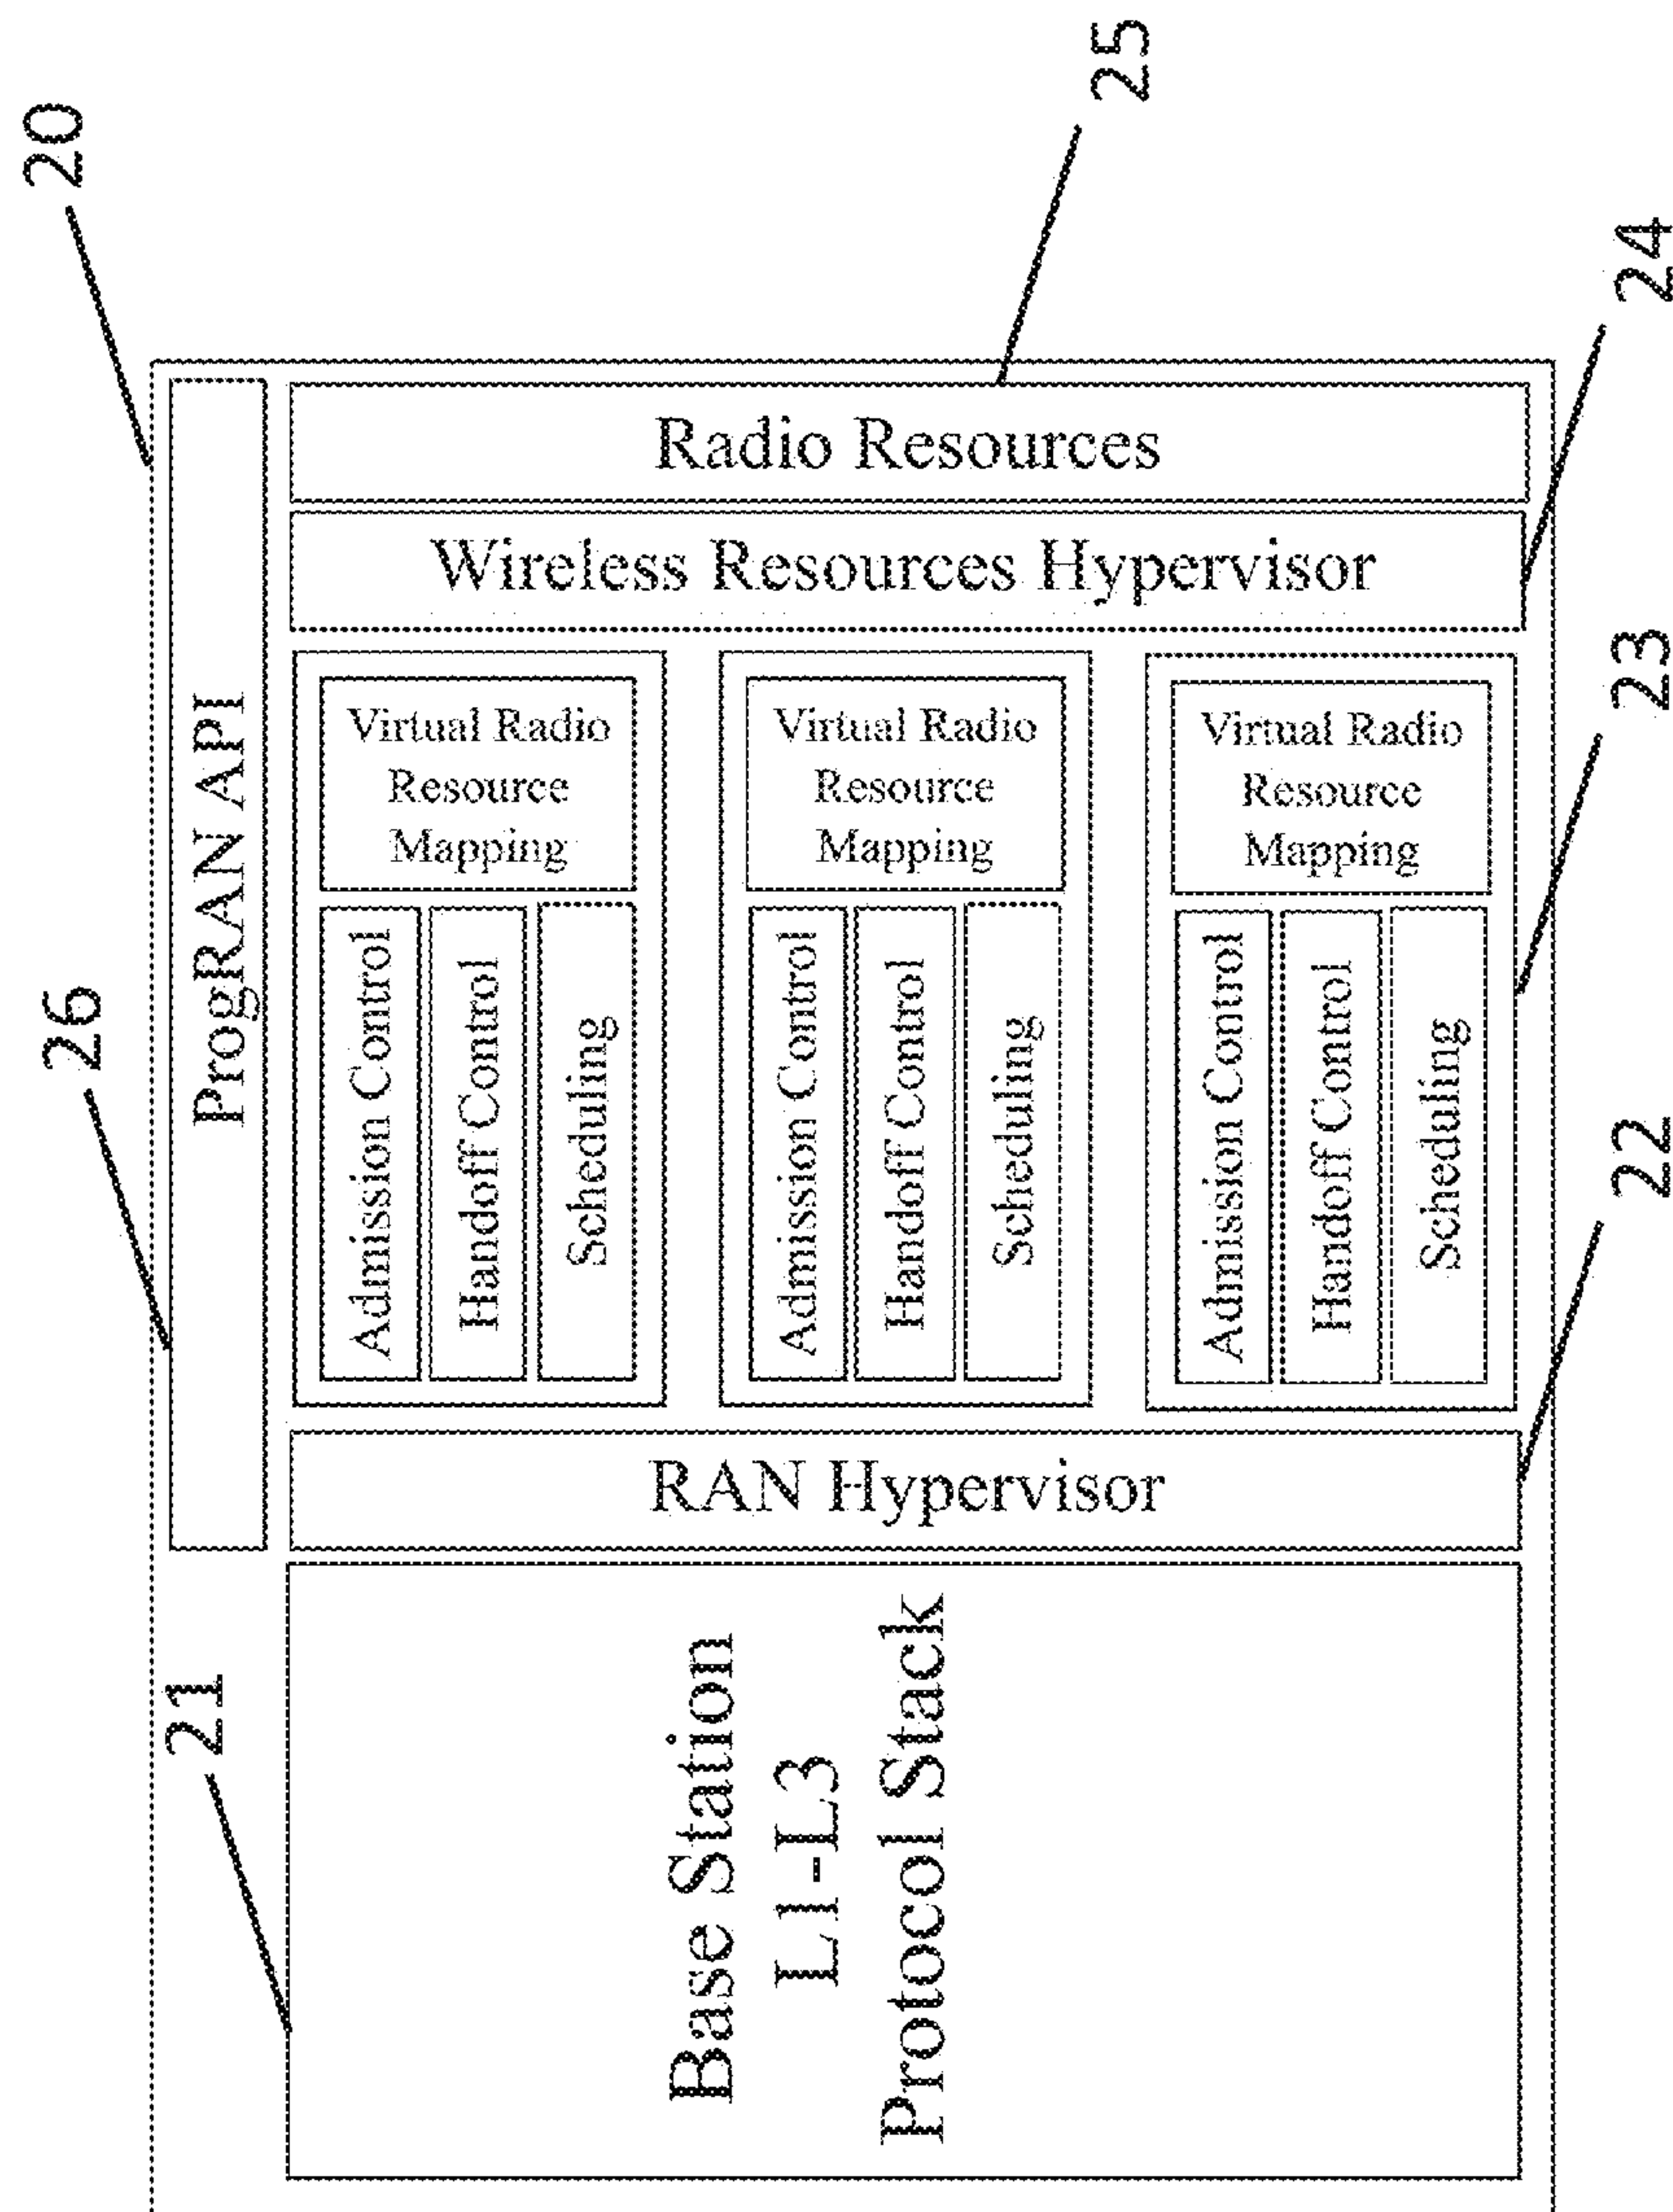 20
25
Radio Resources
24
Wireless Resources Hypervisor
ProgRAN API
26
Virtual Radio
Resource
Mapping
Admission Control
Handoff Control
Scheduling
Virtual Radio
Resource
Mapping
Admission Control
Handoff Control
Scheduling
Virtual Radio
Resource
Mapping
Admission Control
Handoff Control
Scheduling
23
RAN Hypervisor
22
21
Base Station
L1-L3
Protocol Stack